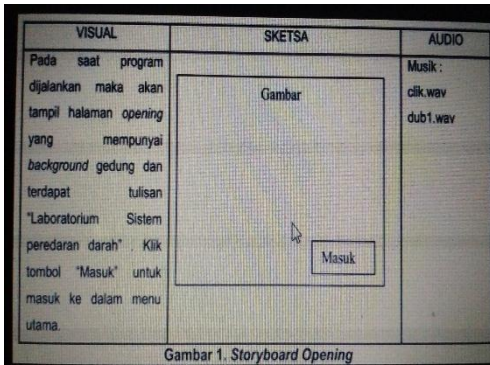 VISUAL
SKETSA
AUDIO
Pada saat program
dijalankan maka akan
tampil halaman opening
yang mempunyai
background gedung dan
terdapat tulisan
"Laboratorium Sistem
peredaran darah" . Klik
tombol "Masuk" untuk
masuk ke dalam menu
utama.
Gambar
Masuk
Musik :
clik.wav
dub1.wav
Gambar 1. Storyboard Opening